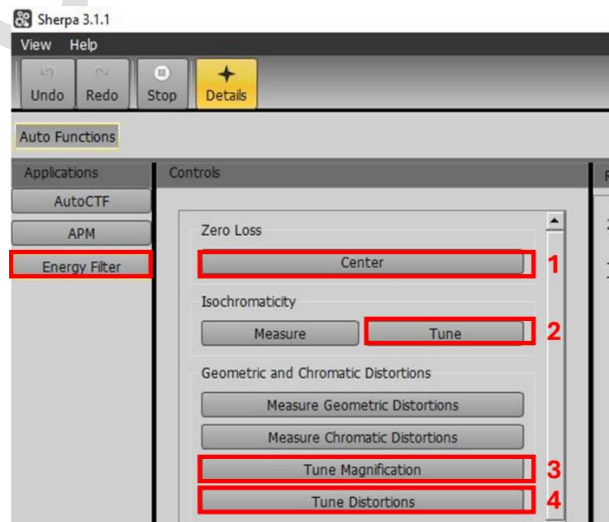 Sherpa 3.1.1
View Help
Undo Redo Stop Details
Auto Functions
Applications Controls
AutoCTF
APM
Energy Filter
Zero Loss
Center 1
Isochromaticity
Measure Tune 2
Geometric and Chromatic Distortions
Measure Geometric Distortions
Measure Chromatic Distortions
Tune Magnification 3
Tune Distortions 4